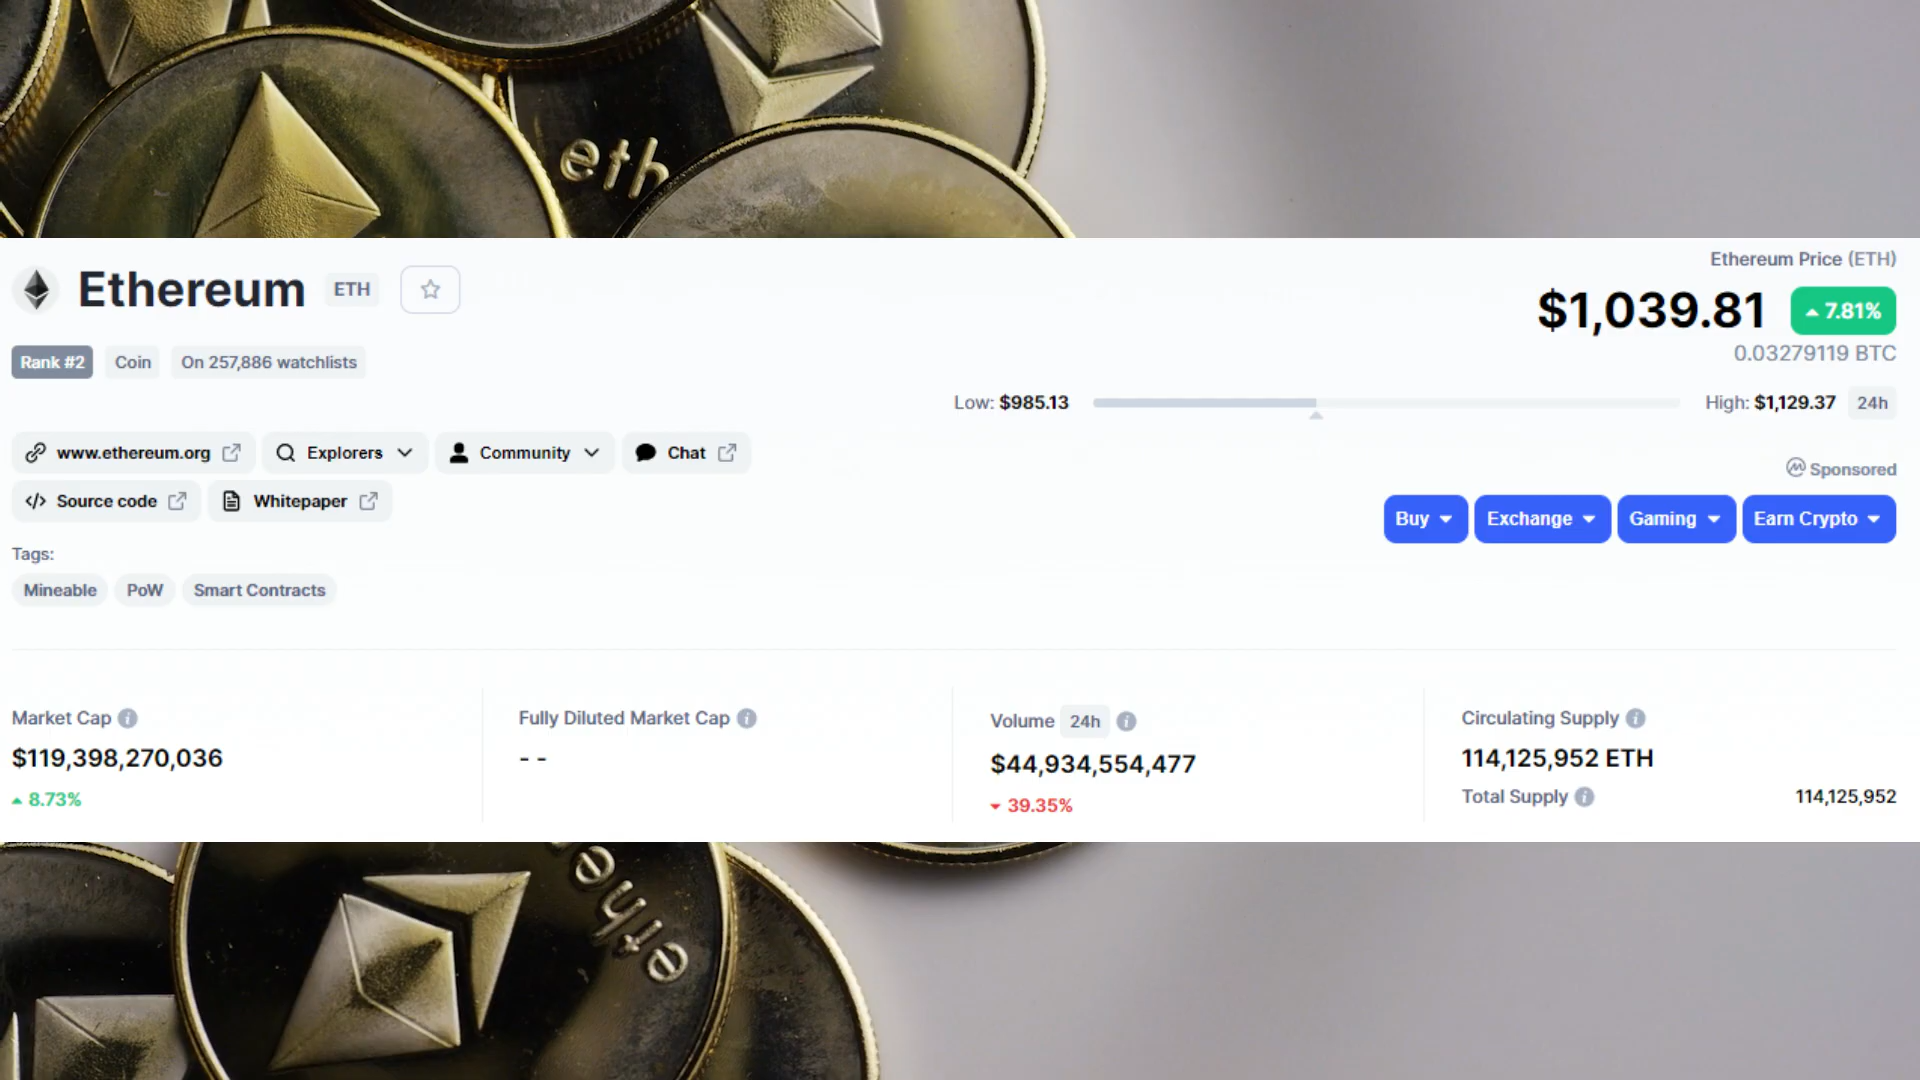 eth
Ethereum ETH
Rank #2 Coin On 257,886 watchlists
Ethereum Price (ETH)
$1,039.81 7.81%
0.03279119 BTC
Low: $985.13 High: $1,129.37 24h
www.ethereum.org Explorers Community Chat
Source code Whitepaper
Sponsored
Buy Exchange Gaming Earn Crypto
Tags:
Mineable PoW Smart Contracts
Market Cap
$119,398,270,036
8.73%
Fully Diluted Market Cap
- -
Volume 24h
$44,934,554,477
39.35%
Circulating Supply
114,125,952 ETH
Total Supply 114,125,952
ethe